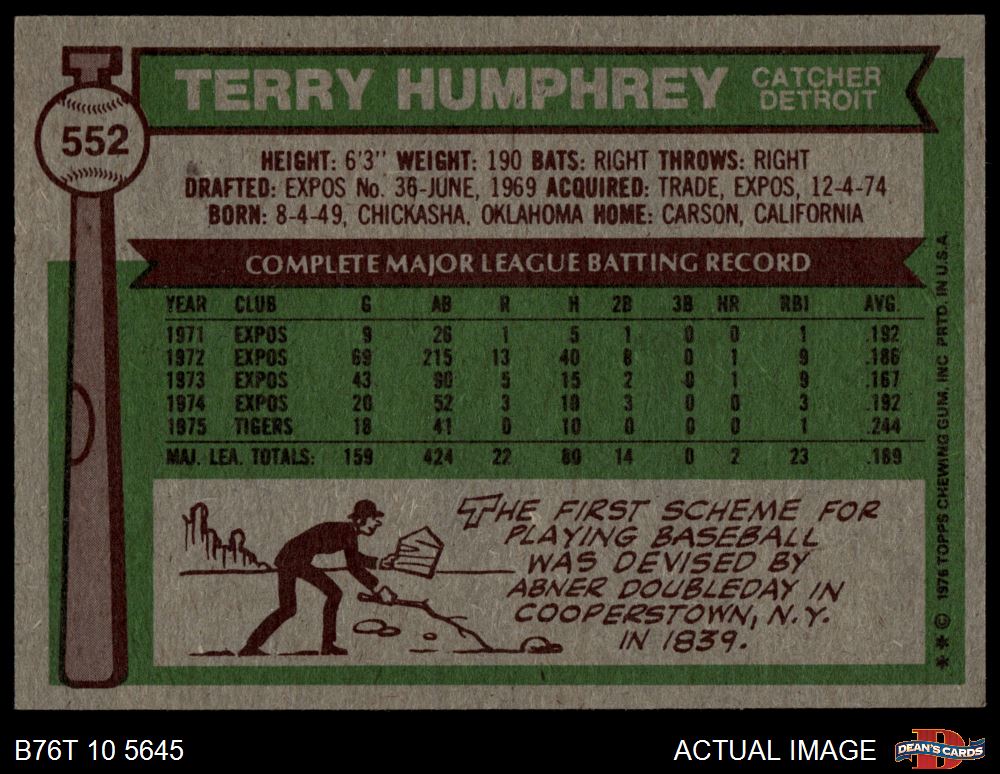 TERRY HUMPHREY CATCHER
DETROIT
552
HEIGHT: 6'3" WEIGHT: 190 BATS: RIGHT THROWS: RIGHT
DRAFTED: EXPOS No. 36-JUNE, 1969 ACQUIRED: TRADE, EXPOS, 12-4-74
BORN: 8-4-49, CHICKASHA, OKLAHOMA HOME: CARSON, CALIFORNIA
COMPLETE MAJOR LEAGUE BATTING RECORD
YEAR CLUB G AB R H 2B 3B HR RBI AVG.
1971 EXPOS 9 26 1 5 1 0 0 1 .192
1972 EXPOS 69 215 13 40 8 0 1 9 .186
1973 EXPOS 43 90 5 15 2 0 1 9 .167
1974 EXPOS 20 52 3 10 3 0 0 3 .192
1975 TIGERS 18 41 0 10 0 0 0 1 .244
MAJ. LEA. TOTALS: 159 424 22 80 14 0 2 23 .189
THE FIRST SCHEME FOR
PLAYING BASEBALL
WAS DEVISED BY
ABNER DOUBLEDAY IN
COOPERSTOWN, N.Y.
IN 1839.
** © 1976 TOPPS CHEWING GUM, INC. PRTD. IN U.S.A.
B76T 10 5645
ACTUAL IMAGE
D
DEAN'S CARDS